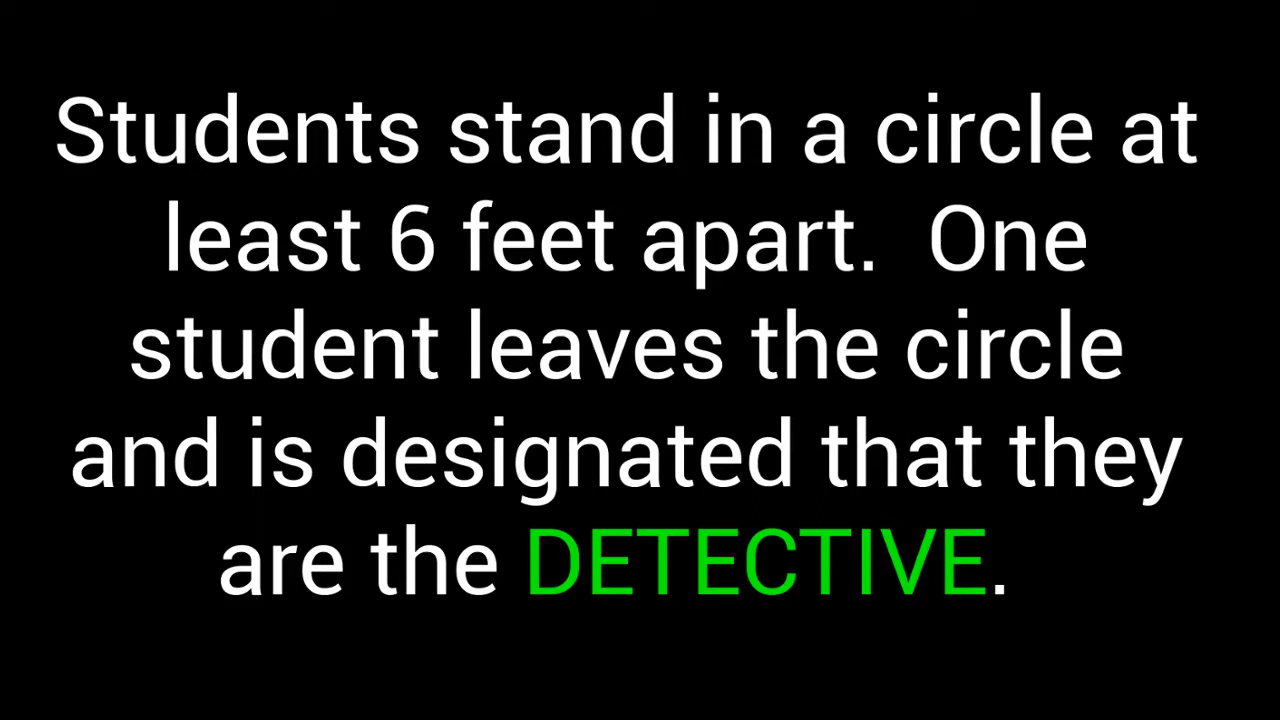 Students stand in a circle at
least 6 feet apart.  One
student leaves the circle
and is designated that they
are the DETECTIVE.